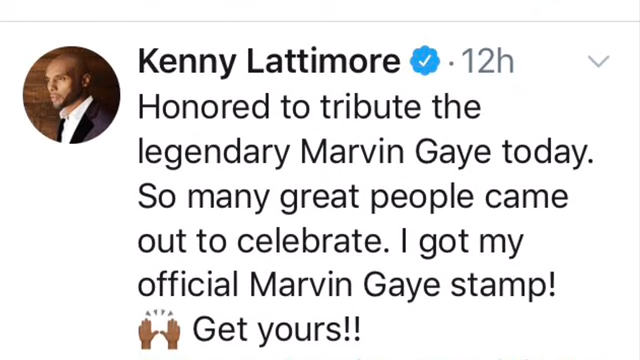 Kenny Lattimore · 12h
Honored to tribute the
legendary Marvin Gaye today.
So many great people came
out to celebrate. I got my
official Marvin Gaye stamp!
🙌🏾 Get yours!!